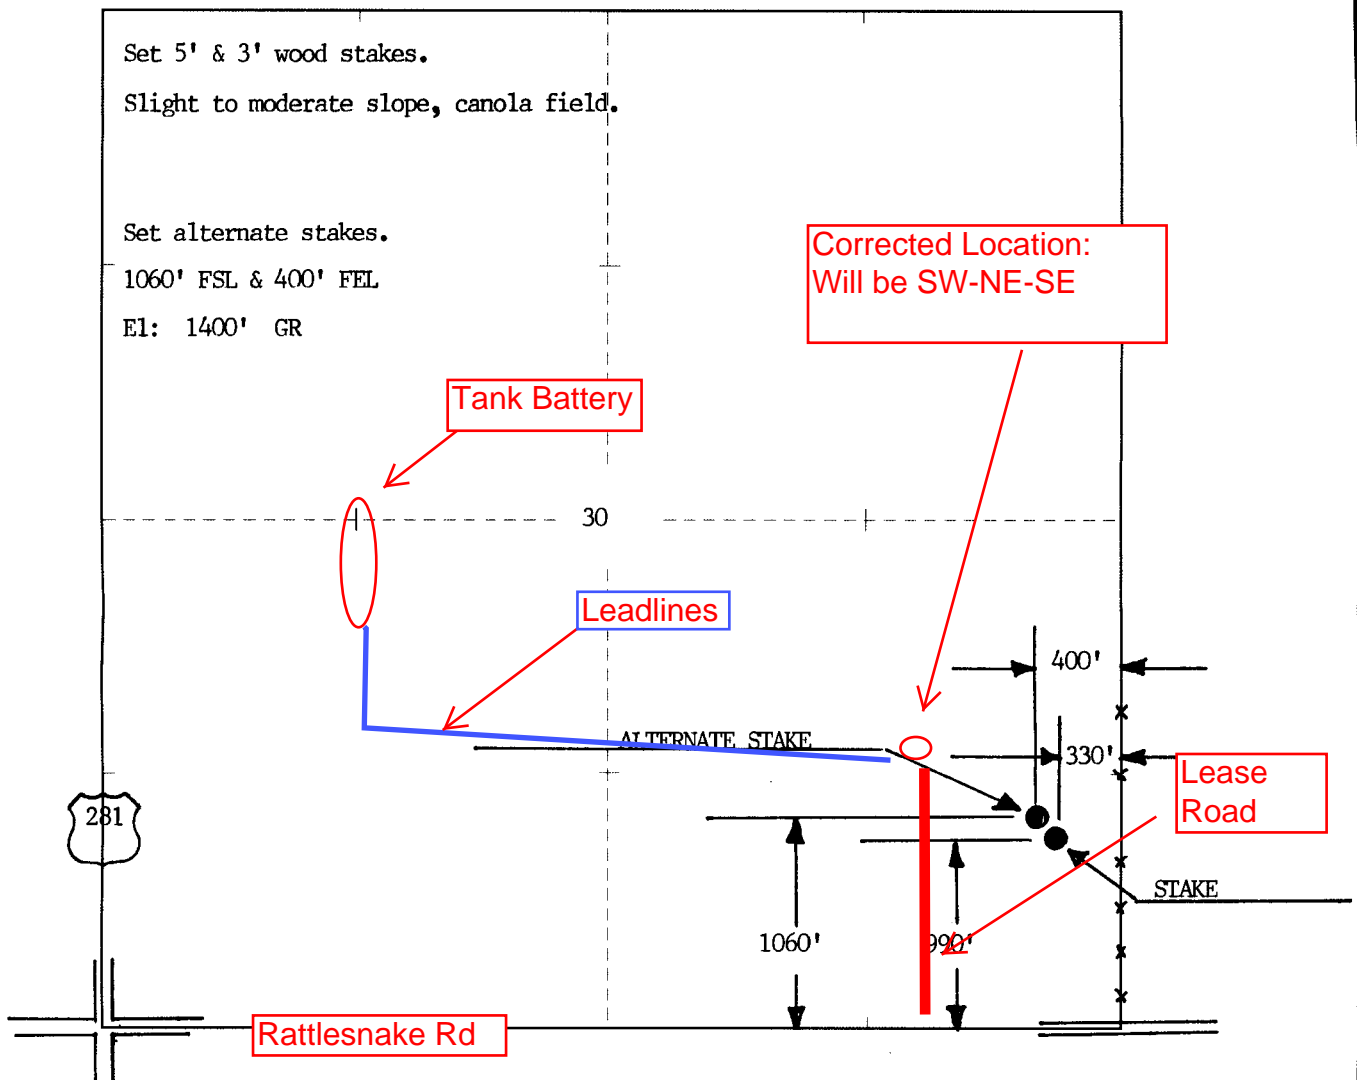 Set 5' & 3' wood stakes.
Slight to moderate slope, canola field.
Set alternate stakes.
1060' FSL & 400' FEL
El: 1400' GR
Corrected Location:
Will be SW-NE-SE
Tank Battery
30
Leadlines
400'
ALTERNATE STAKE
330'
Lease
Road
281
STAKE
1060'
990'
Rattlesnake Rd